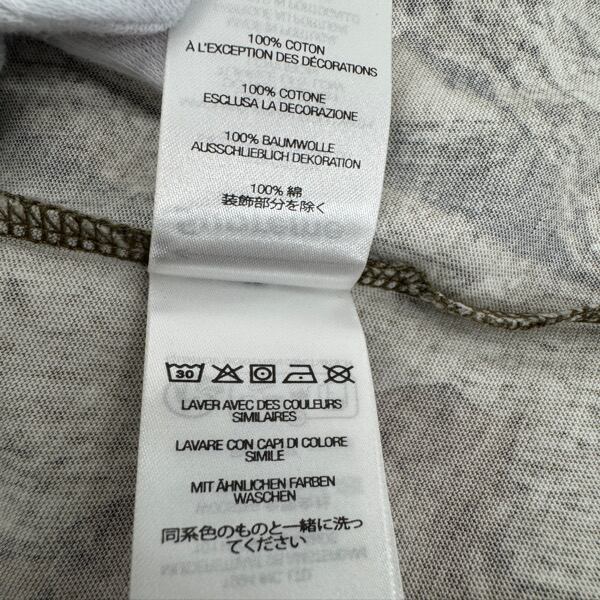 100% COTON
À L'EXCEPTION DES DÉCORATIONS
100% COTONE
ESCLUSA LA DECORAZIONE
100% BAUMWOLLE
AUSSCHLIEBLICH DEKORATION
100% 綿
装飾部分を除く
30
LAVER AVEC DES COULEURS
SIMILAIRES
LAVARE CON CAPI DI COLORE
SIMILE
MIT ÄHNLICHEN FARBEN
WASCHEN
同系色のものと一緒に洗っ
てください